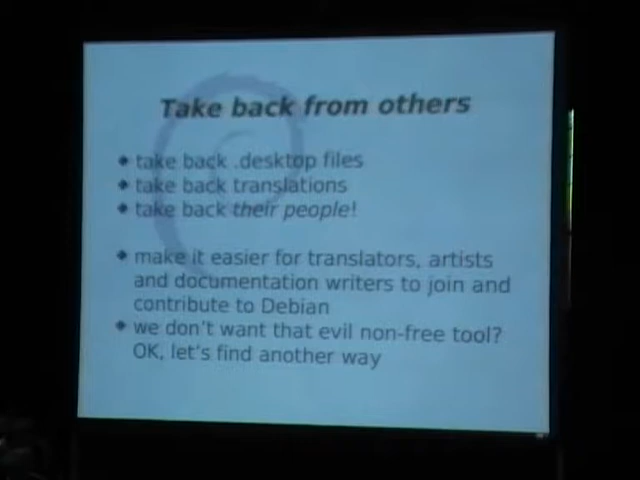 Take back from others
take back .desktop files
take back translations
take back their people!
make it easier for translators, artists
and documentation writers to join and
contribute to Debian
we don't want that evil non-free tool?
OK, let's find another way